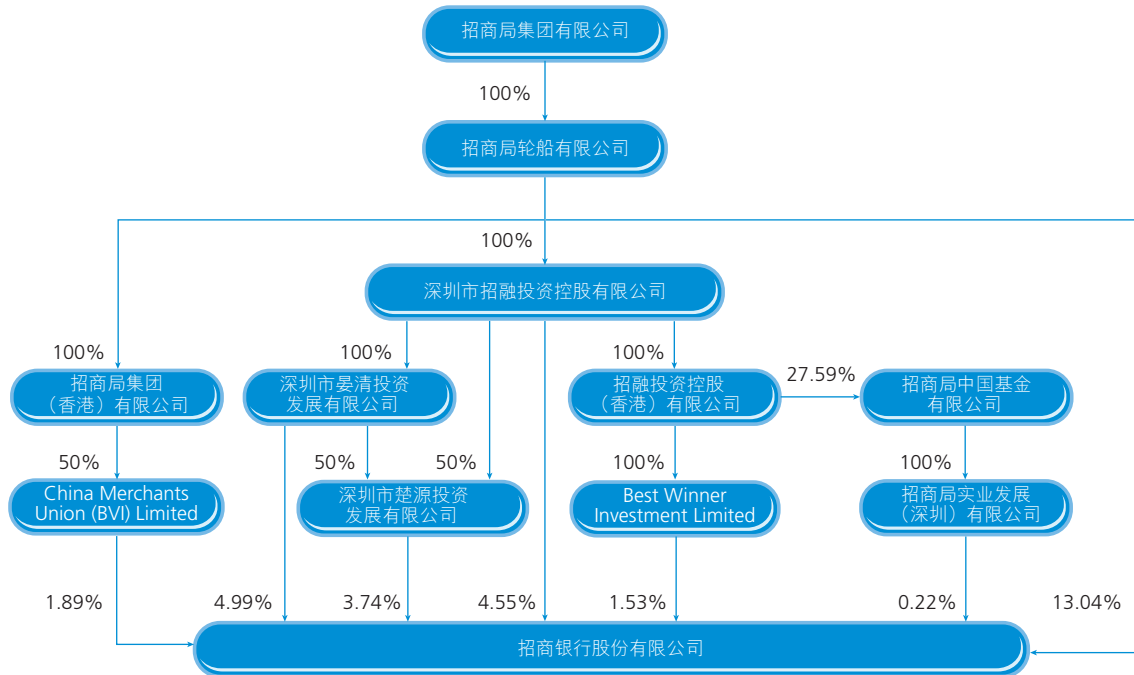 招商局集团有限公司
100%
招商局轮船有限公司
100%
深圳市招融投资控股有限公司
100%
100%
100%
27.59%
招商局集团
（香港）有限公司
深圳市晏清投资
发展有限公司
招融投资控股
（香港）有限公司
招商局中国基金
有限公司
50%
50%
50%
100%
100%
China Merchants
Union (BVI) Limited
深圳市楚源投资
发展有限公司
Best Winner
Investment Limited
招商局实业发展
（深圳）有限公司
1.89%
4.99%
3.74%
4.55%
1.53%
0.22%
13.04%
招商银行股份有限公司